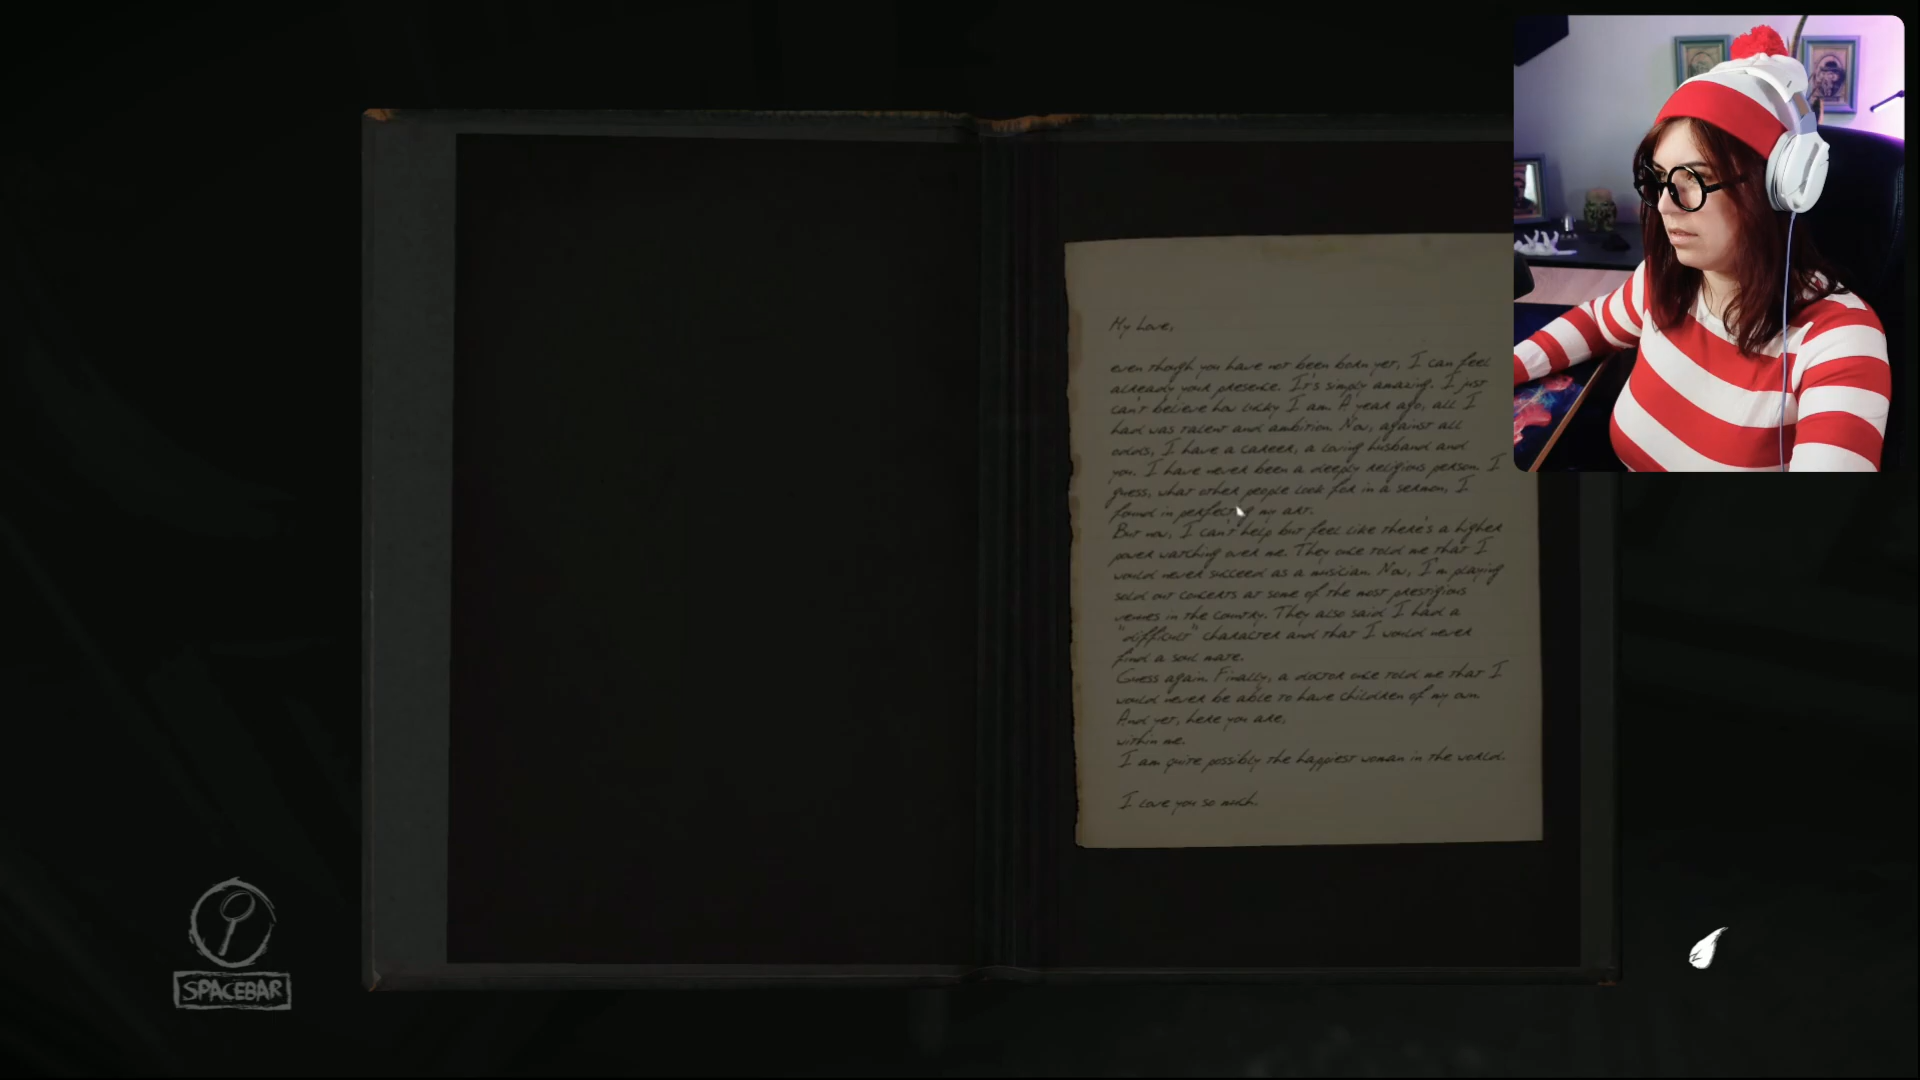 My Love,
even though you have not been born yet, I can feel
already your presence. It's simply amazing. I just
can't believe how lucky I am. A year ago, all I
had was talent and ambition. Now, against all
odds, I have a career, a loving husband and
you. I have never been a deeply religious person. I
guess, what other people look for in a sermon, I
found in perfecting my art.
But now, I can't help but feel like there's a higher
power watching over me. They once told me that I
would never succeed as a musician. Now, I'm playing
sold out concerts at some of the most prestigious
venues in the country. They also said I had a
"difficult" character and that I would never
find a soul mate.
Guess again. Finally, a doctor once told me that I
would never be able to have children of my own.
And yet, here you are,
within me.
I am quite possibly the happiest woman in the world.
I love you so much.
SPACEBAR